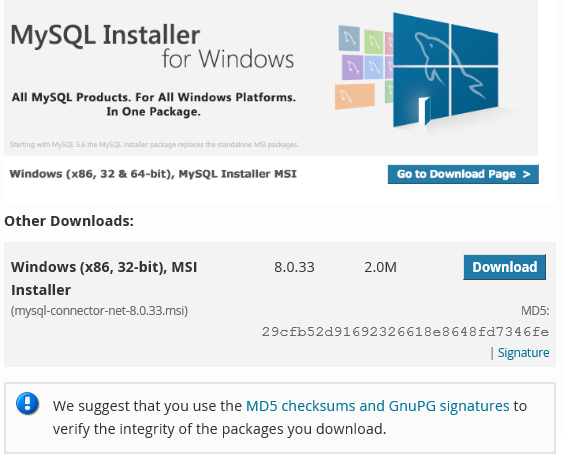 MySQL Installer
for Windows
All MySQL Products. For All Windows Platforms.
In One Package.
Starting with MySQL 5.6 the MySQL Installer package replaces the standalone MSI packages.
Windows (x86, 32 & 64-bit), MySQL Installer MSI
Go to Download Page >
Other Downloads:
Windows (x86, 32-bit), MSI 8.0.33 2.0M Download
Installer
(mysql-connector-net-8.0.33.msi) MD5:
29cfb52d91692326618e8648fd7346fe
| Signature
We suggest that you use the MD5 checksums and GnuPG signatures to
verify the integrity of the packages you download.